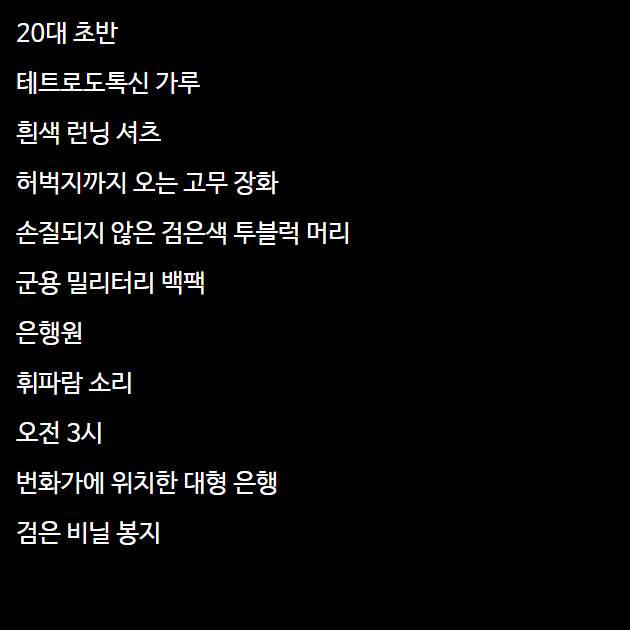 20대 초반
테트로도톡신 가루
흰색 런닝 셔츠
허벅지까지 오는 고무 장화
손질되지 않은 검은색 투블럭 머리
군용 밀리터리 백팩
은행원
휘파람 소리
오전 3시
번화가에 위치한 대형 은행
검은 비닐 봉지